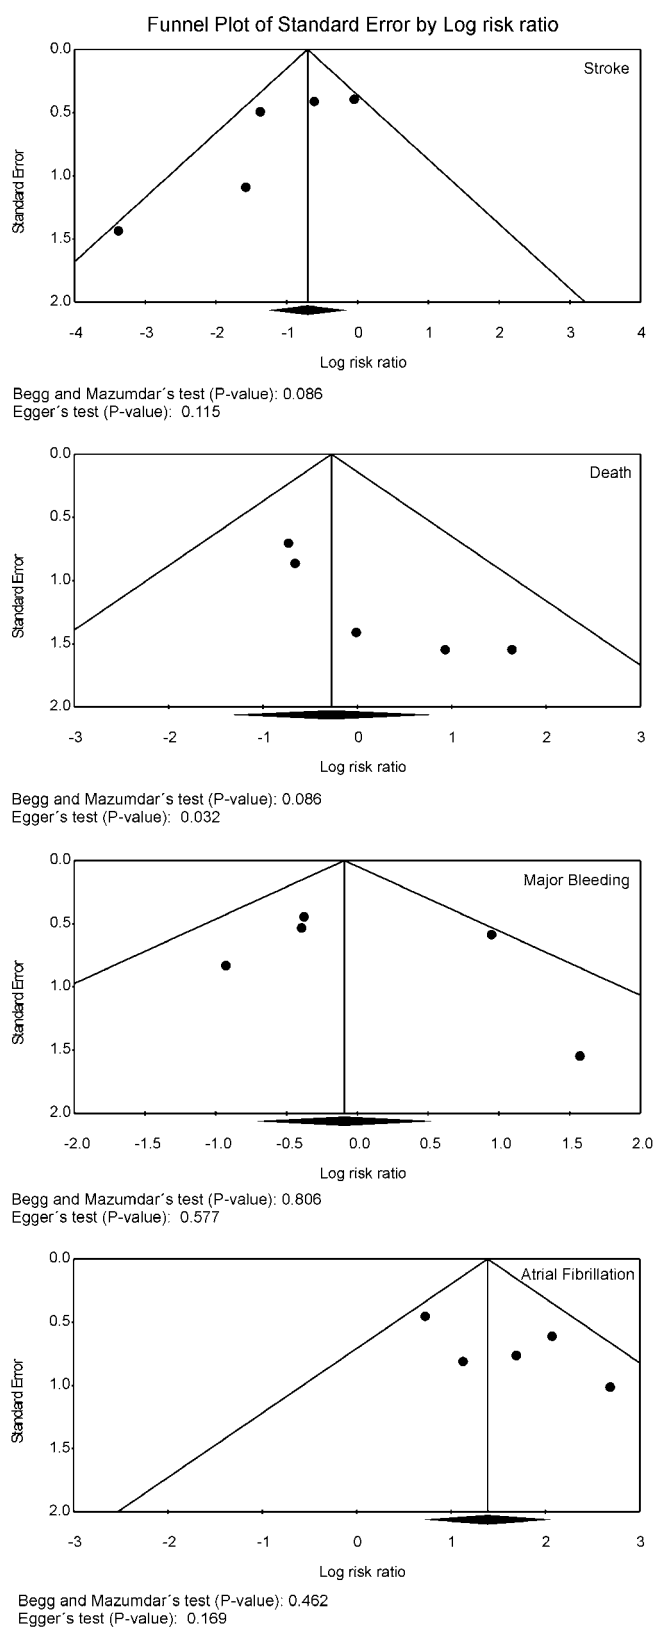 Funnel Plot of Standard Error by Log risk ratio
Stroke
0.0
0.5
1.0
1.5
2.0
Standard Error
-4 -3 -2 -1 0 1 2 3 4
Log risk ratio
Begg and Mazumdar´s test (P-value): 0.086
Egger´s test (P-value): 0.115
Death
0.0
0.5
1.0
1.5
2.0
Standard Error
-3 -2 -1 0 1 2 3
Log risk ratio
Begg and Mazumdar´s test (P-value): 0.086
Egger´s test (P-value): 0.032
Major Bleeding
0.0
0.5
1.0
1.5
2.0
Standard Error
-2.0 -1.5 -1.0 -0.5 0.0 0.5 1.0 1.5 2.0
Log risk ratio
Begg and Mazumdar´s test (P-value): 0.806
Egger´s test (P-value): 0.577
Atrial Fibrillation
0.0
0.5
1.0
1.5
2.0
Standard Error
-3 -2 -1 0 1 2 3
Log risk ratio
Begg and Mazumdar´s test (P-value): 0.462
Egger´s test (P-value): 0.169